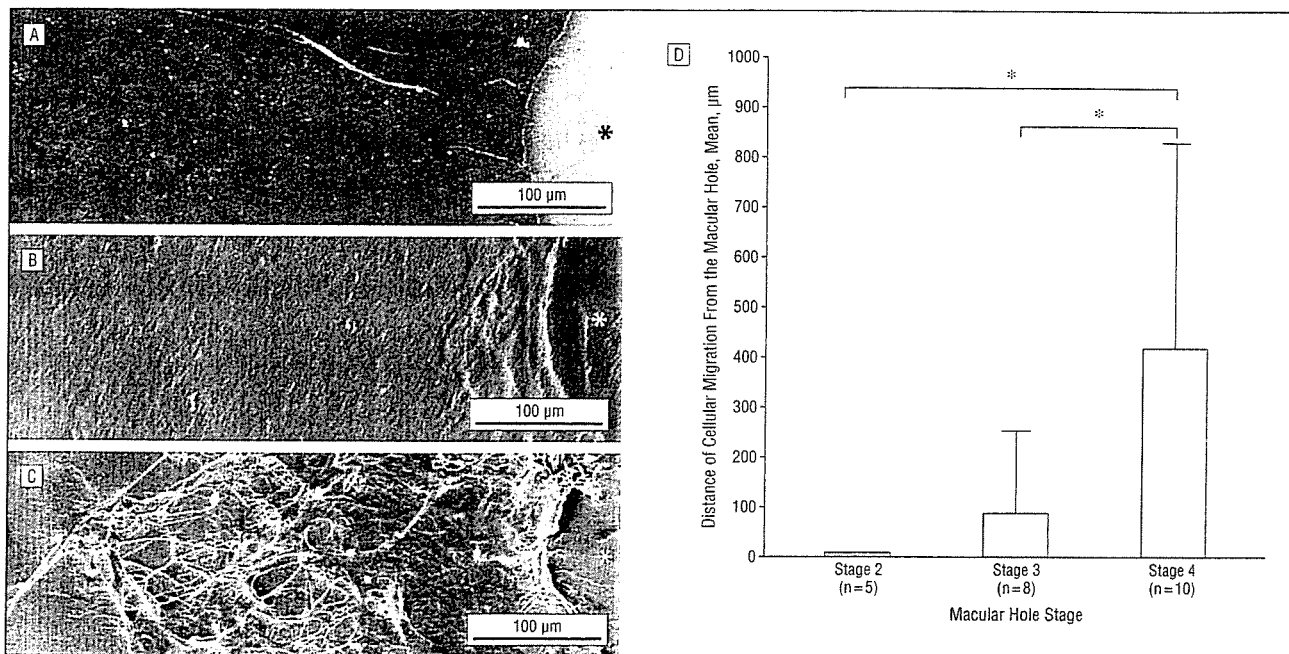 A
*
100 µm
B
*
100 µm
C
100 µm
D
Distance of Cellular Migration From the Macular Hole, Mean, µm
1000
900
800
700
600
500
400
300
200
100
0
*
*
Stage 2
(n=5)
Stage 3
(n=8)
Stage 4
(n=10)
Macular Hole Stage